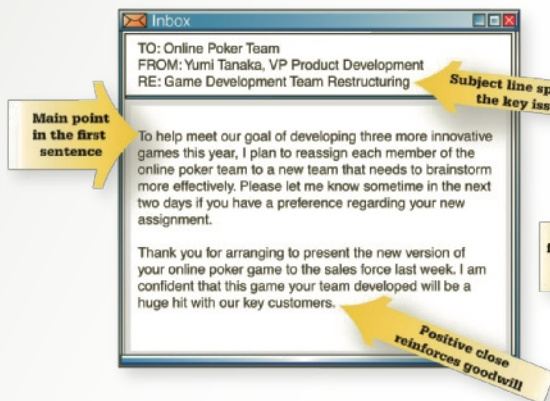 Inbox
TO: Online Poker Team
FROM: Yumi Tanaka, VP Product Development
RE: Game Development Team Restructuring
Subject line
the key
Main point
in the first
sentence
To help meet our goal of developing three more innovative
games this year, I plan to reassign each member of the
online poker team to a new team that needs to brainstorm
more effectively. Please let me know sometime in the next
two days if you have a preference regarding your new
assignment.
Thank you for arranging to present the new version of
your online poker game to the sales force last week. I am
confident that this game your team developed will be a
huge hit with our key customers.
Positive close
reinforces goodwill